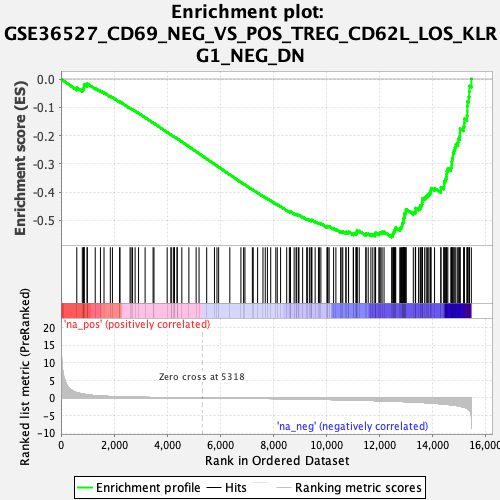 Enrichment plot:
GSE36527_CD69_NEG_VS_POS_TREG_CD62L_LOS_KLR
G1_NEG_DN
Enrichment score (ES)
0.0
-0.1
-0.2
-0.3
-0.4
-0.5
'na_pos' (positively correlated)
Ranked list metric (PreRanked)
20
15
10
5
0
-5
-10
Zero cross at 5318
'na_neg' (negatively correlated)
0
2,000
4,000
6,000
8,000
10,000
12,000
14,000
16,000
Rank in Ordered Dataset
Enrichment profile
Hits
Ranking metric scores